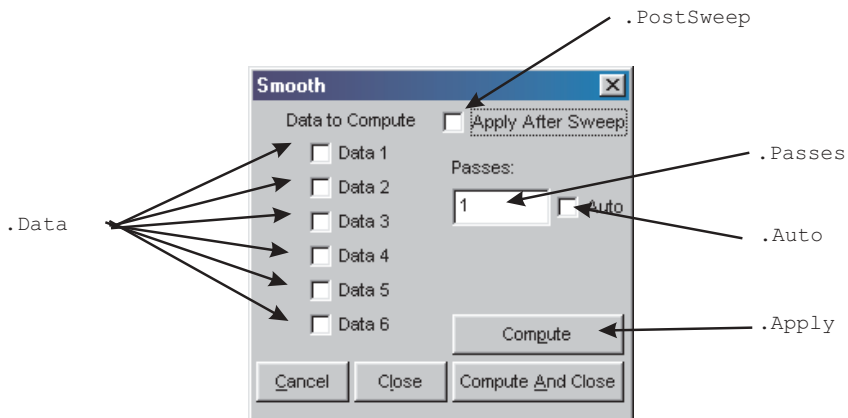 .PostSweep
Smooth
Data to Compute
Apply After Sweep
Data 1
Passes:
.Passes
Data 2
1
Auto
.Data
Data 3
.Auto
Data 4
Data 5
Data 6
Compute
.Apply
Cancel
Close
Compute And Close